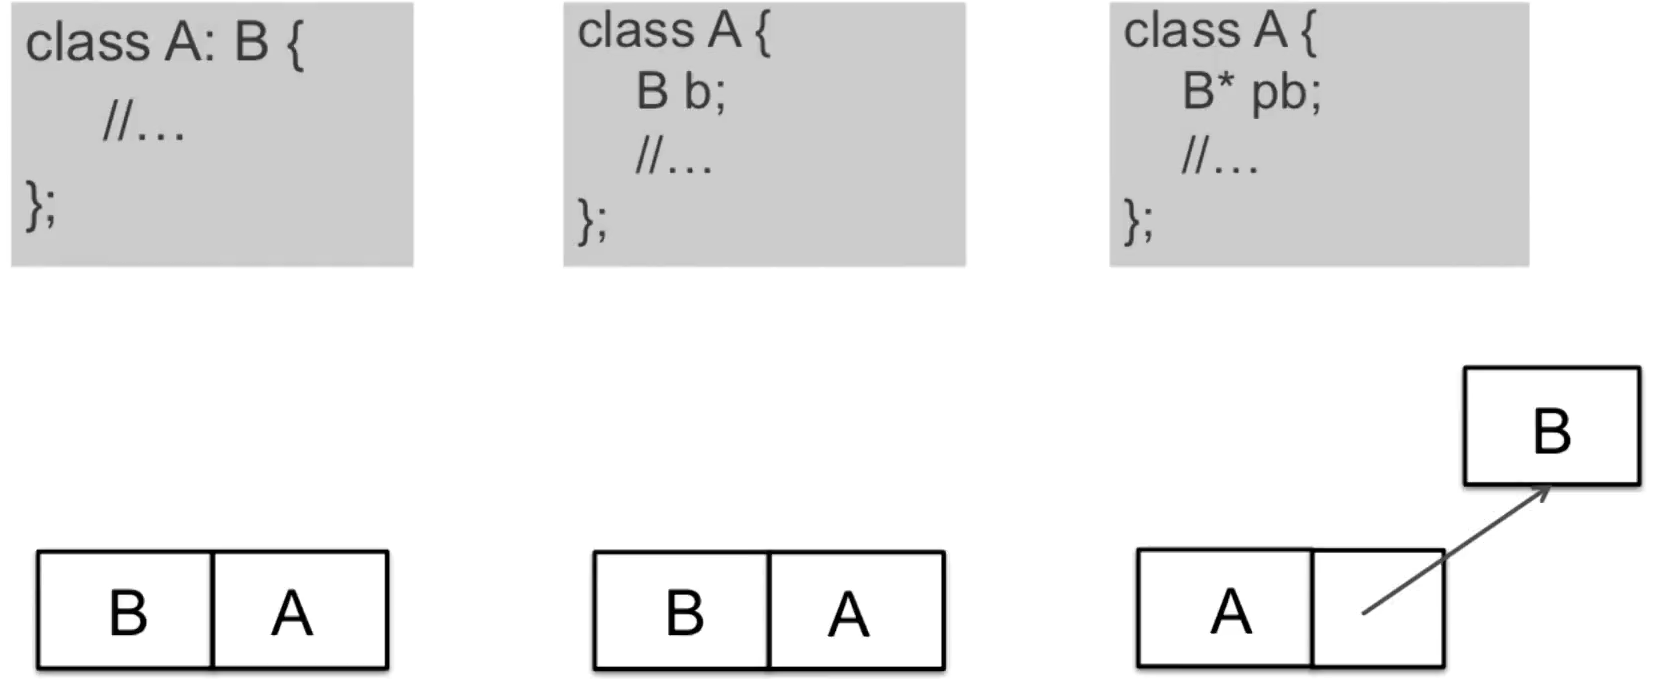 class A: B {
//…
};
class A {
B b;
//…
};
class A {
B* pb;
//…
};
B
B A
B A
A